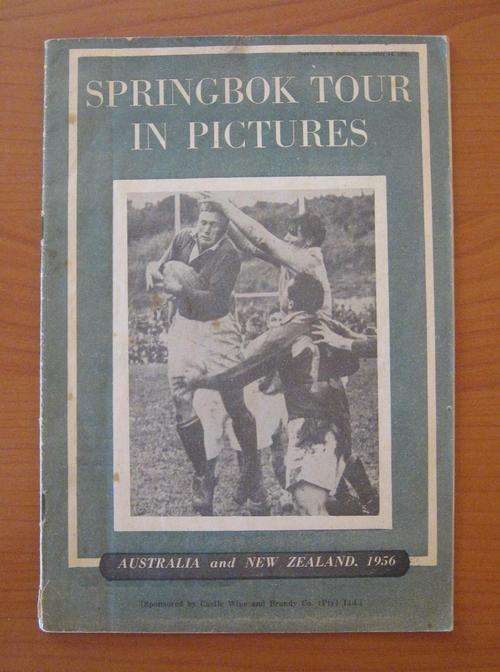 SPRINGBOK TOUR
IN PICTURES
AUSTRALIA and NEW ZEALAND. 1956
[Sponsored by Castle Wine and Brandy Co. (Pty) Ltd.]